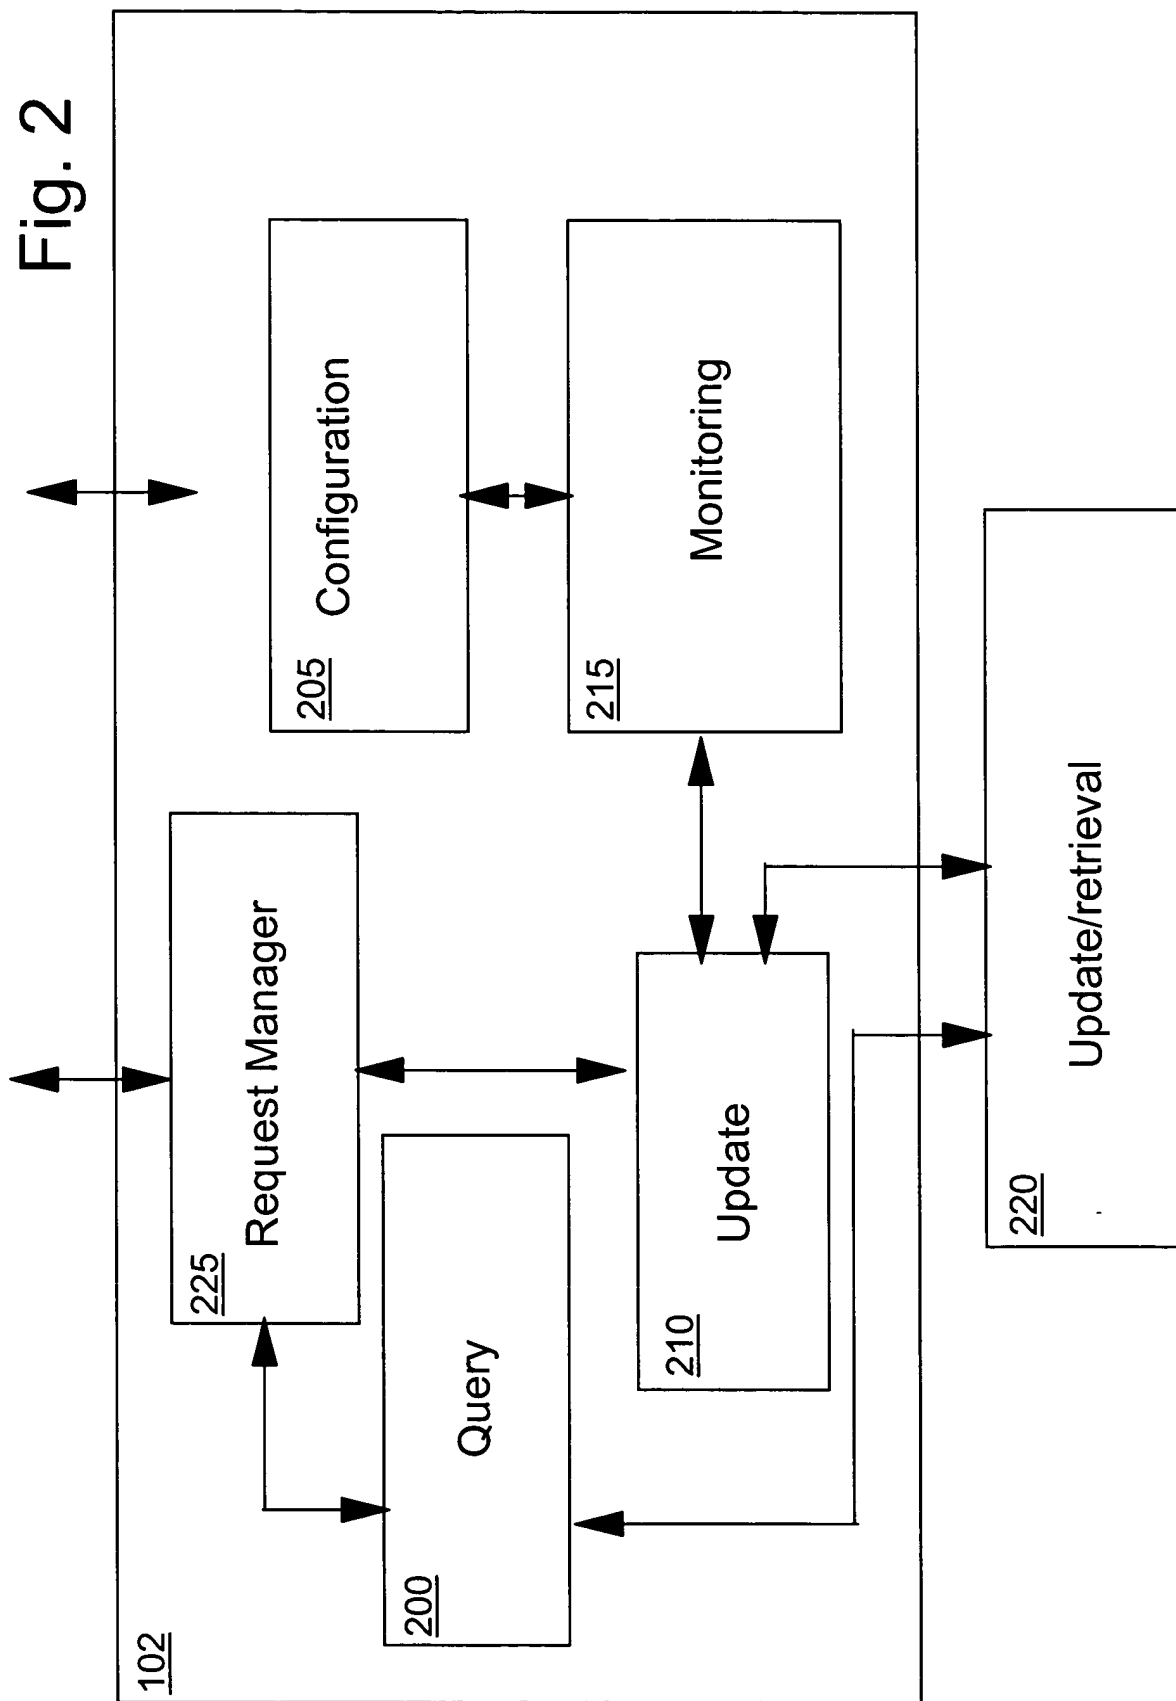 Fig. 2
102
225
Request Manager
205
Configuration
200
Query
210
Update
215
Monitoring
220
Update/retrieval